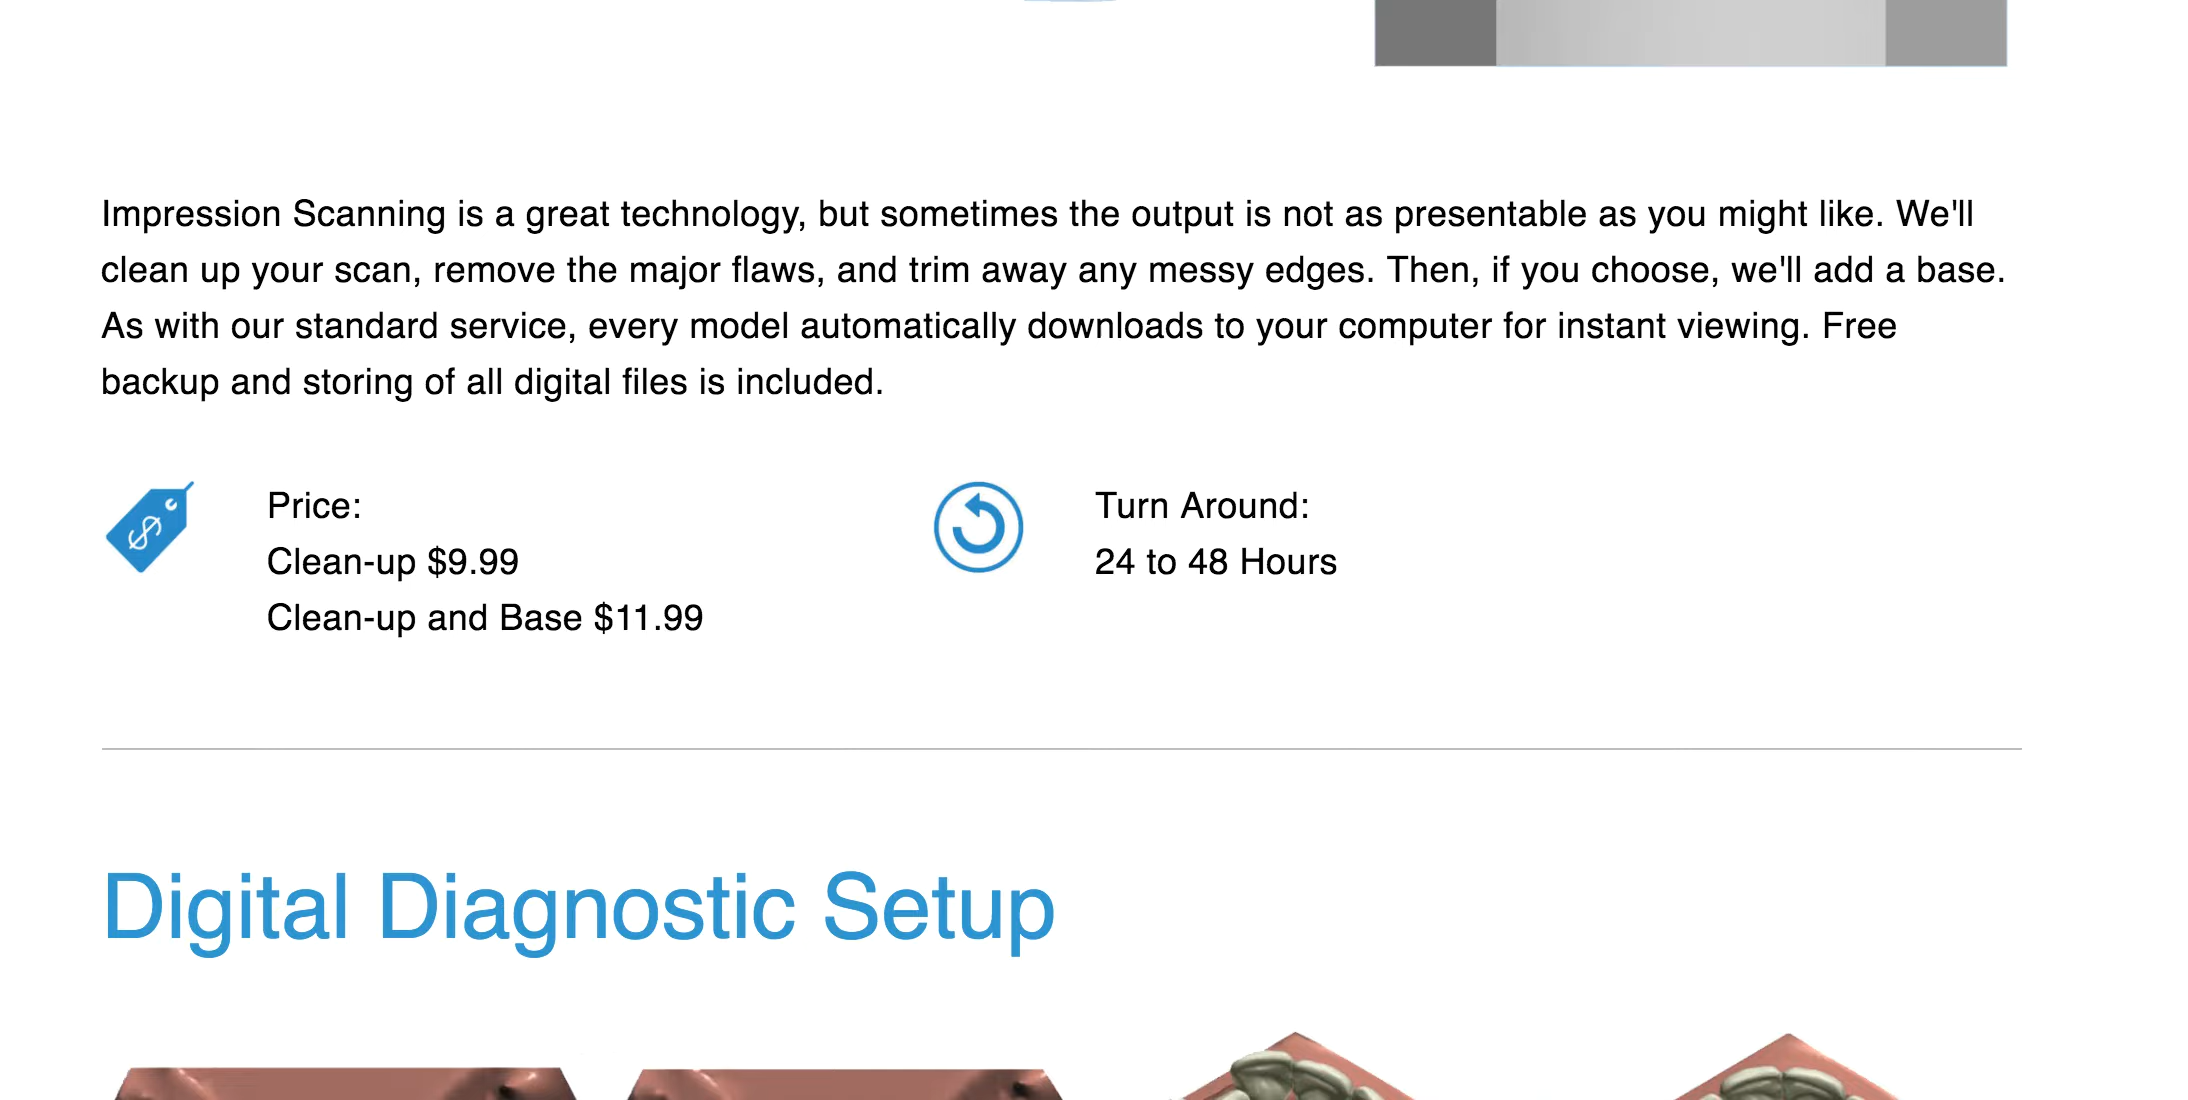 Impression Scanning is a great technology, but sometimes the output is not as presentable as you might like. We'll
clean up your scan, remove the major flaws, and trim away any messy edges. Then, if you choose, we'll add a base.
As with our standard service, every model automatically downloads to your computer for instant viewing. Free
backup and storing of all digital files is included.
$
Price:
Clean-up $9.99
Clean-up and Base $11.99
Turn Around:
24 to 48 Hours
Digital Diagnostic Setup